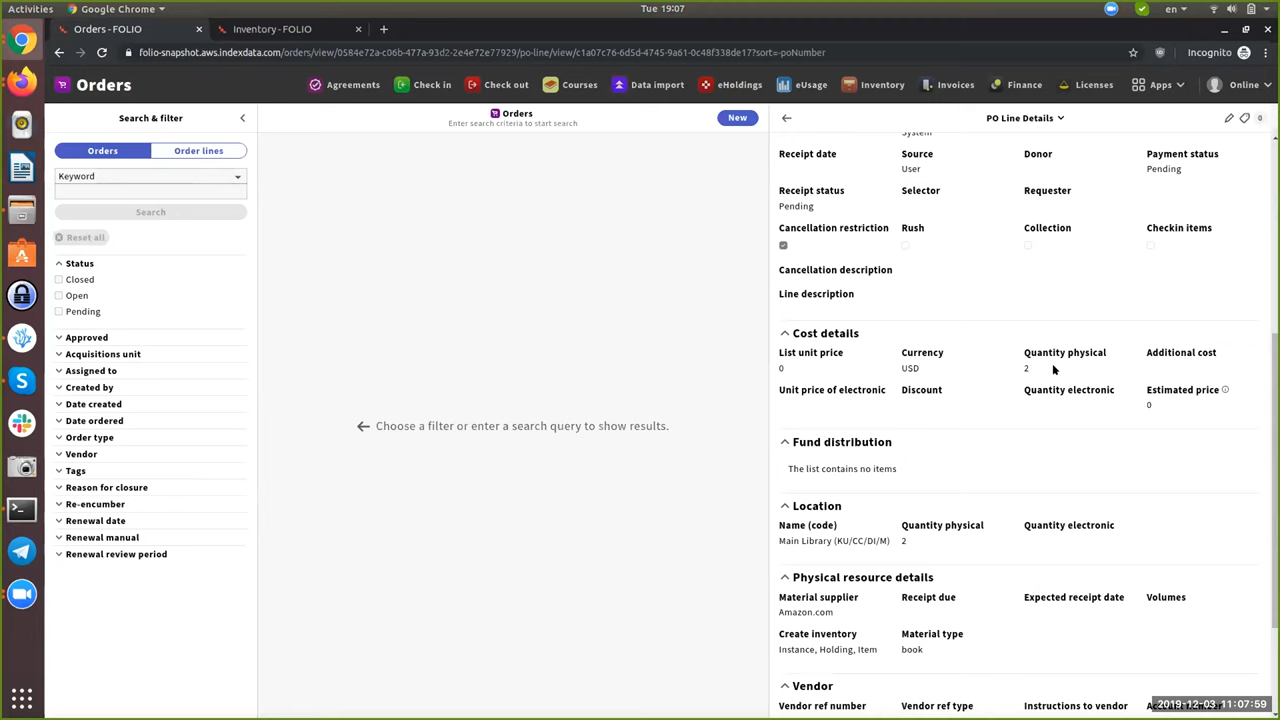 Activities
Google Chrome
Tue 19:07
en
Orders - FOLIO
Inventory - FOLIO
folio-snapshot.aws.indexdata.com/orders/view/0584e72a-c06b-477a-93d2-2e4e72e77929/po-line/view/c1a07c76-6d5d-4745-9a61-0c48f338de17?sort=-poNumber
Incognito
Orders
Agreements
Check in
Check out
Courses
Data import
eHoldings
eUsage
Inventory
Invoices
Finance
Licenses
Apps
Online
Search & filter
Orders
Enter search criteria to start search
New
PO Line Details
0
Orders
Order lines
Keyword
Search
Reset all
Status
Closed
Open
Pending
Approved
Acquisitions unit
Assigned to
Created by
Date created
Date ordered
Order type
Vendor
Tags
Reason for closure
Re-encumber
Renewal date
Renewal manual
Renewal review period
Choose a filter or enter a search query to show results.
System
Receipt date
Source
Donor
Payment status
User
Pending
Receipt status
Selector
Requester
Pending
Cancellation restriction
Rush
Collection
Checkin items
Cancellation description
Line description
Cost details
List unit price
Currency
Quantity physical
Additional cost
0
USD
2
Unit price of electronic
Discount
Quantity electronic
Estimated price
0
Fund distribution
The list contains no items
Location
Name (code)
Quantity physical
Quantity electronic
Main Library (KU/CC/DI/M)
2
Physical resource details
Material supplier
Receipt due
Expected receipt date
Volumes
Amazon.com
Create inventory
Material type
Instance, Holding, Item
book
Vendor
Vendor ref number
Vendor ref type
Instructions to vendor
2019-12-03 11:07:59